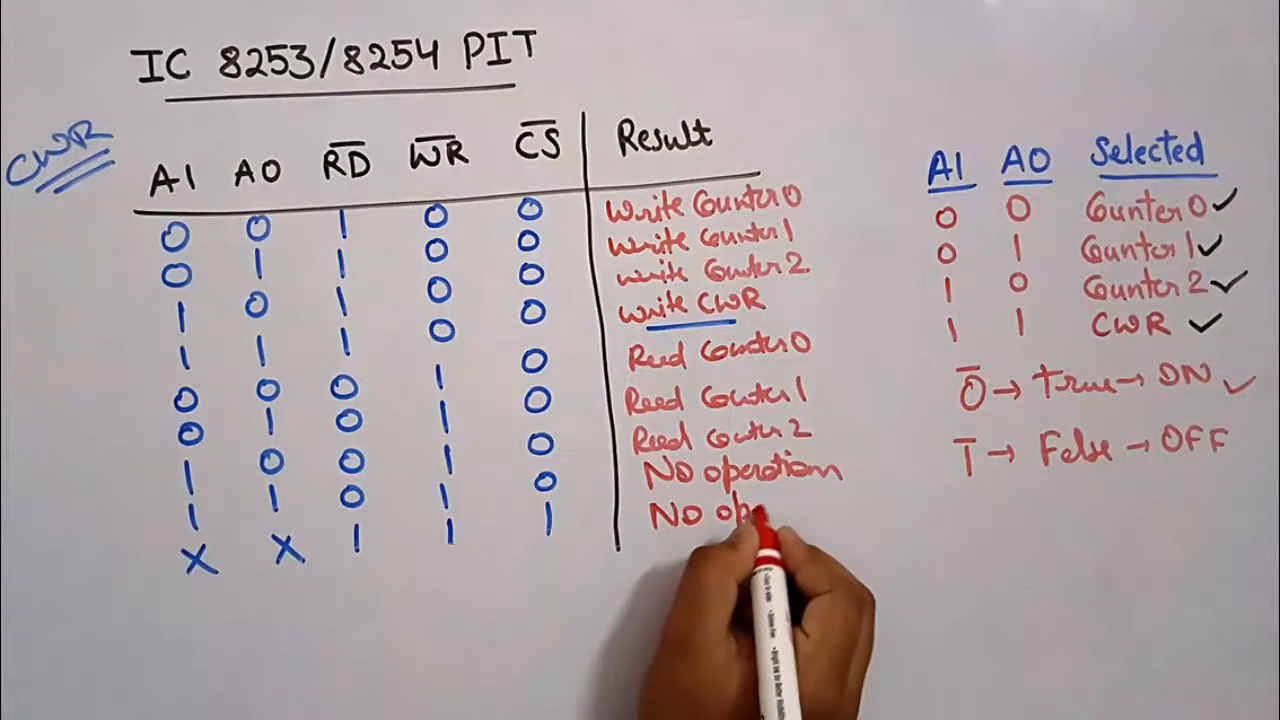 IC 8253/8254 PIT
CWR
A1 A0 R̅D̅ W̅R̅ C̅S̅ Result
0 0 1 0 0 Write Counter 0
0 1 1 0 0 Write Counter 1
1 0 1 0 0 Write Counter 2
1 1 1 0 0 Write CWR
0 0 0 1 0 Read Counter 0
0 1 0 1 0 Read Counter 1
1 0 0 1 0 Read Counter 2
1 1 0 1 0 No operation
X X 1 1 1 No op
A1 A0 Selected
0 0 Counter 0 ✓
0 1 Counter 1 ✓
1 0 Counter 2 ✓
1 1 CWR ✓
0̅ → True → ON ✓
1̅ → False → OFF